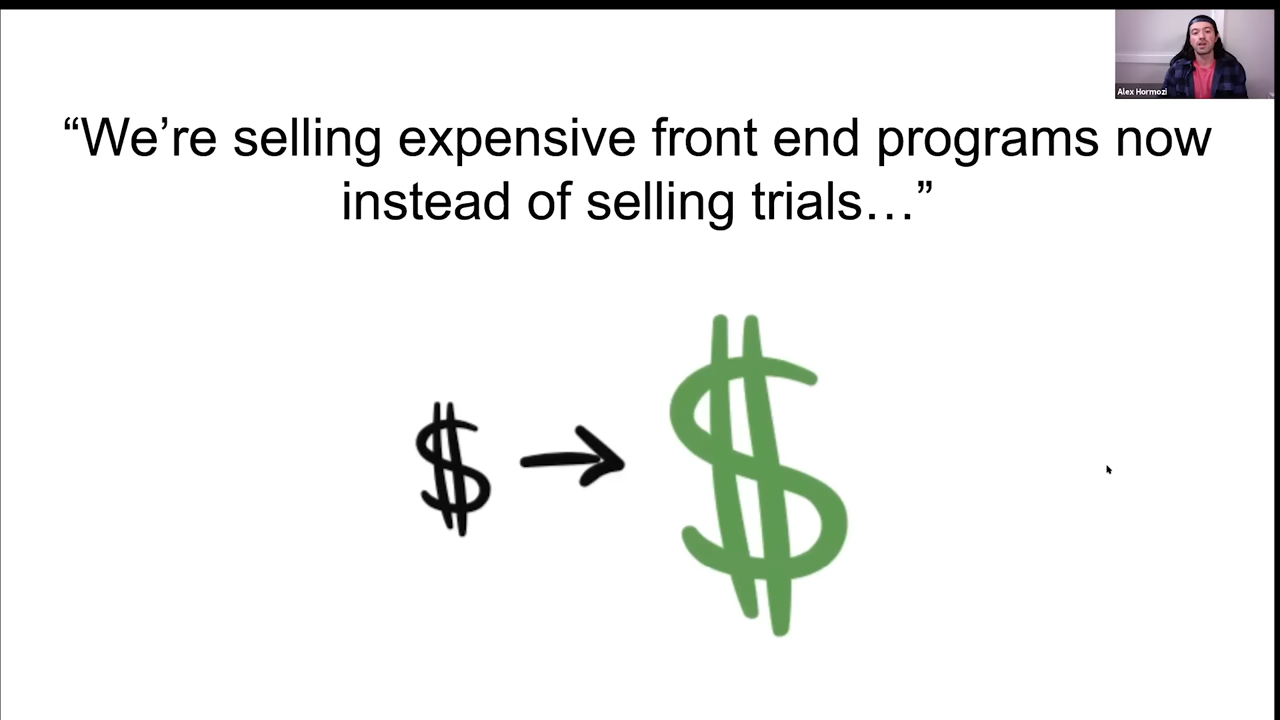 Alex Hormozi
“We’re selling expensive front end programs now
instead of selling trials…”
$
$